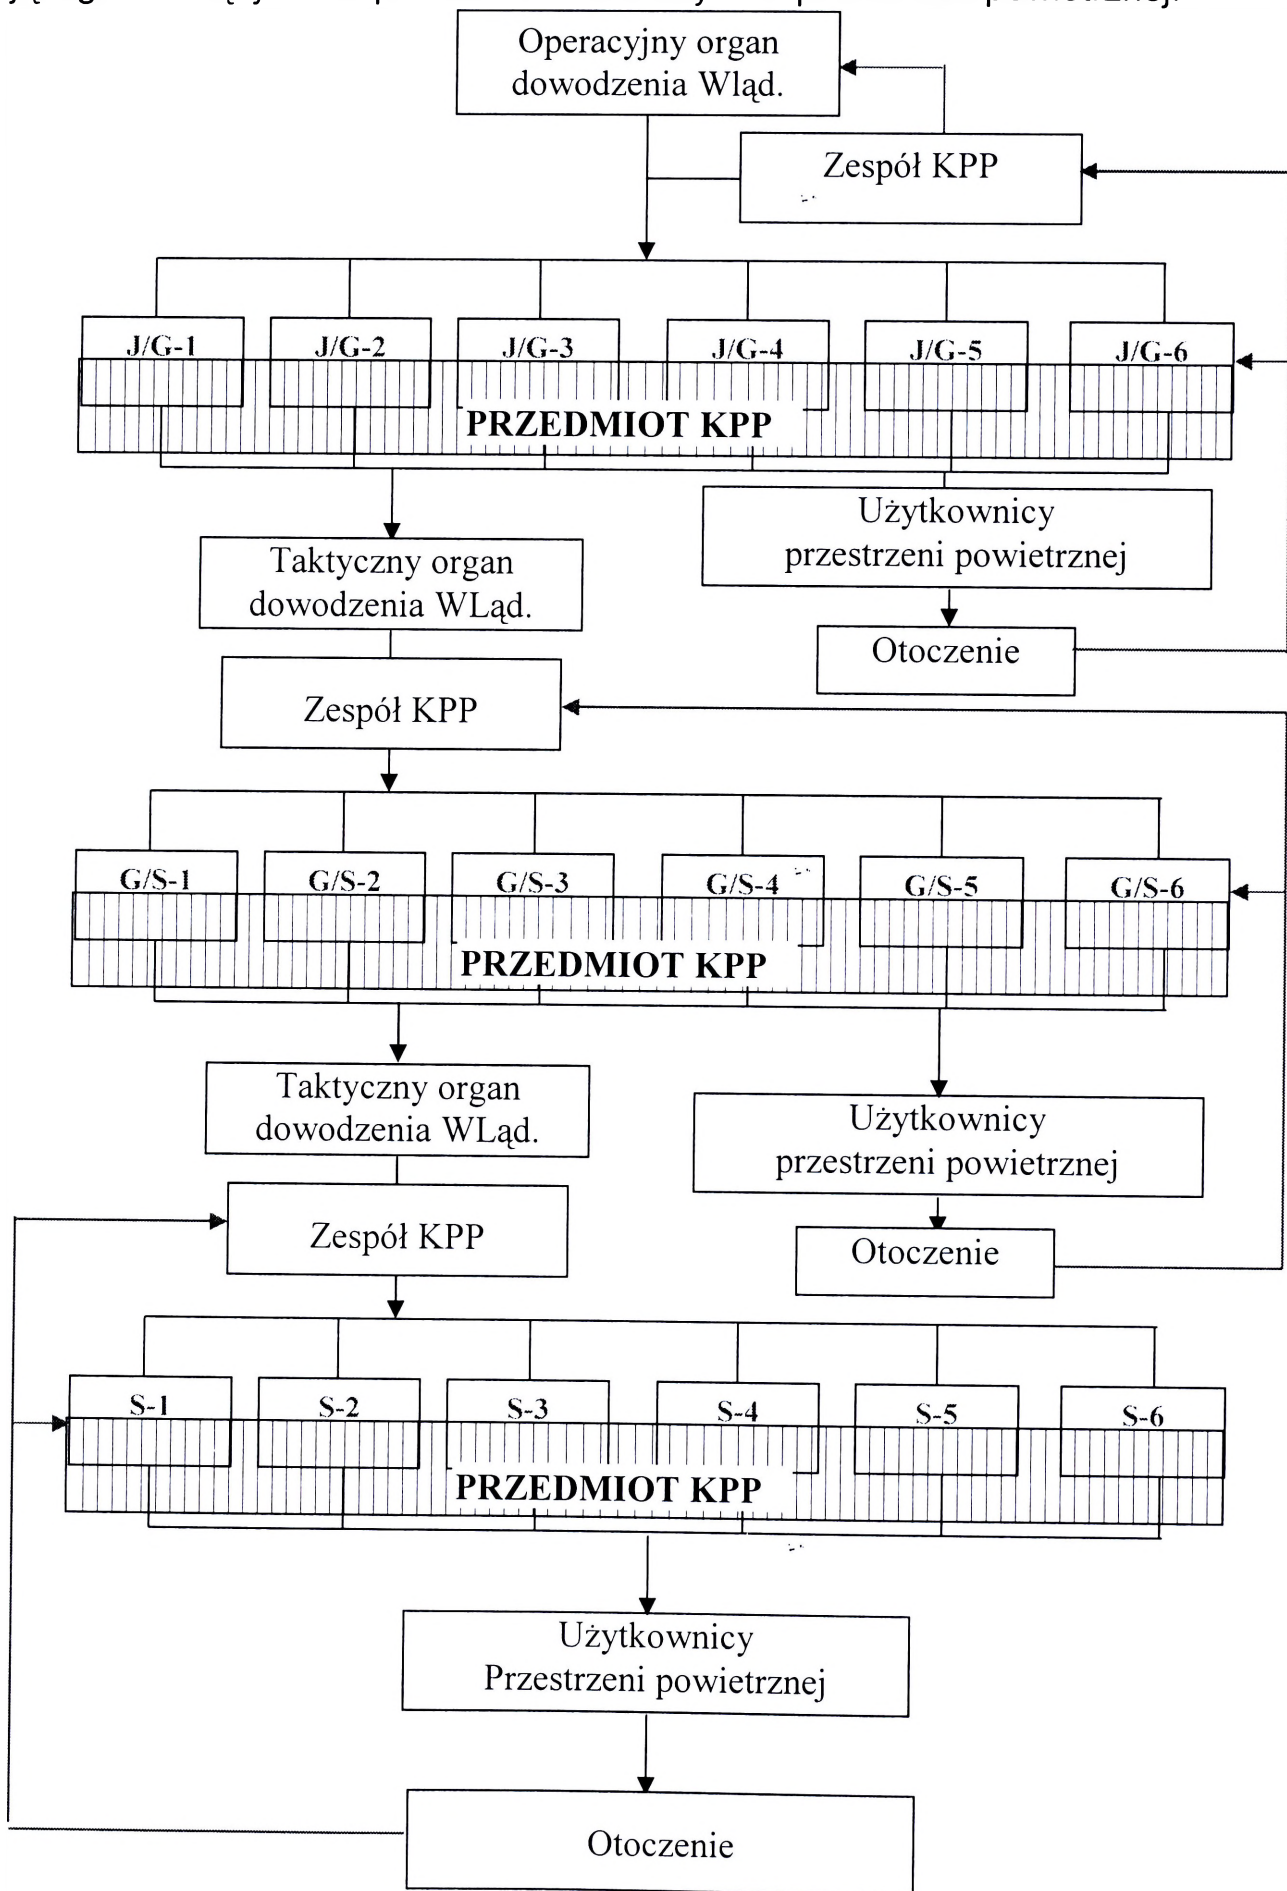 Operacyjny organ
dowodzenia Wląd.
Zespół KPP
J/G-1 J/G-2 J/G-3 J/G-4 J/G-5 J/G-6
PRZEDMIOT KPP
Użytkownicy
przestrzeni powietrznej
Taktyczny organ
dowodzenia WLąd.
Otoczenie
Zespół KPP
G/S-1 G/S-2 G/S-3 G/S-4 G/S-5 G/S-6
PRZEDMIOT KPP
Taktyczny organ
dowodzenia WLąd.
Użytkownicy
przestrzeni powietrznej
Zespół KPP
Otoczenie
S-1 S-2 S-3 S-4 S-5 S-6
PRZEDMIOT KPP
Użytkownicy
Przestrzeni powietrznej
Otoczenie